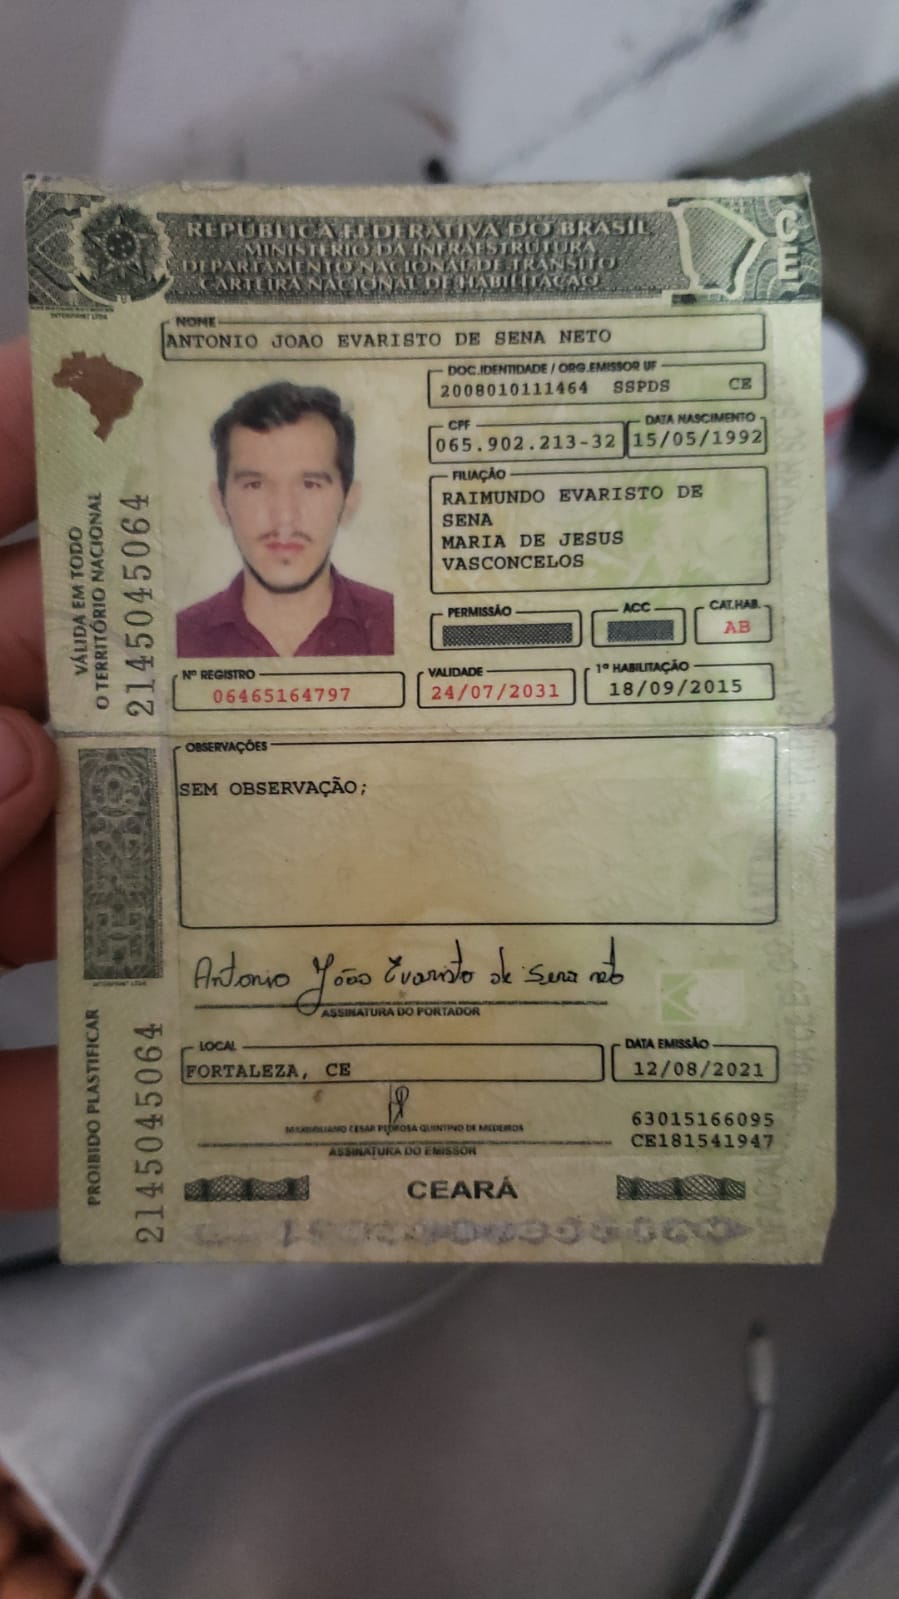 REPÚBLICA FEDERATIVA DO BRASIL
MINISTÉRIO DA INFRAESTRUTURA
DEPARTAMENTO NACIONAL DE TRÂNSITO
CARTEIRA NACIONAL DE HABILITAÇÃO
CE
NOME
ANTONIO JOAO EVARISTO DE SENA NETO
DOC.IDENTIDADE / ORG.EMISSOR UF
2008010111464 SSPDS CE
CPF
065.902.213-32
DATA NASCIMENTO
15/05/1992
FILIAÇÃO
RAIMUNDO EVARISTO DE
SENA
MARIA DE JESUS
VASCONCELOS
PERMISSÃO
ACC
CAT.HAB.
AB
Nº REGISTRO
06465164797
VALIDADE
24/07/2031
1ª HABILITAÇÃO
18/09/2015
VÁLIDA EM TODO
O TERRITÓRIO NACIONAL
2145045064
OBSERVAÇÕES
SEM OBSERVAÇÃO;
Antonio João Evaristo de Sena neto
ASSINATURA DO PORTADOR
LOCAL
FORTALEZA, CE
DATA EMISSÃO
12/08/2021
MAXIMILIANO CESAR PEDROSA QUINTINO DE MEDEIROS
ASSINATURA DO EMISSOR
63015166095
CE181541947
PROIBIDO PLASTIFICAR
2145045064
CEARÁ